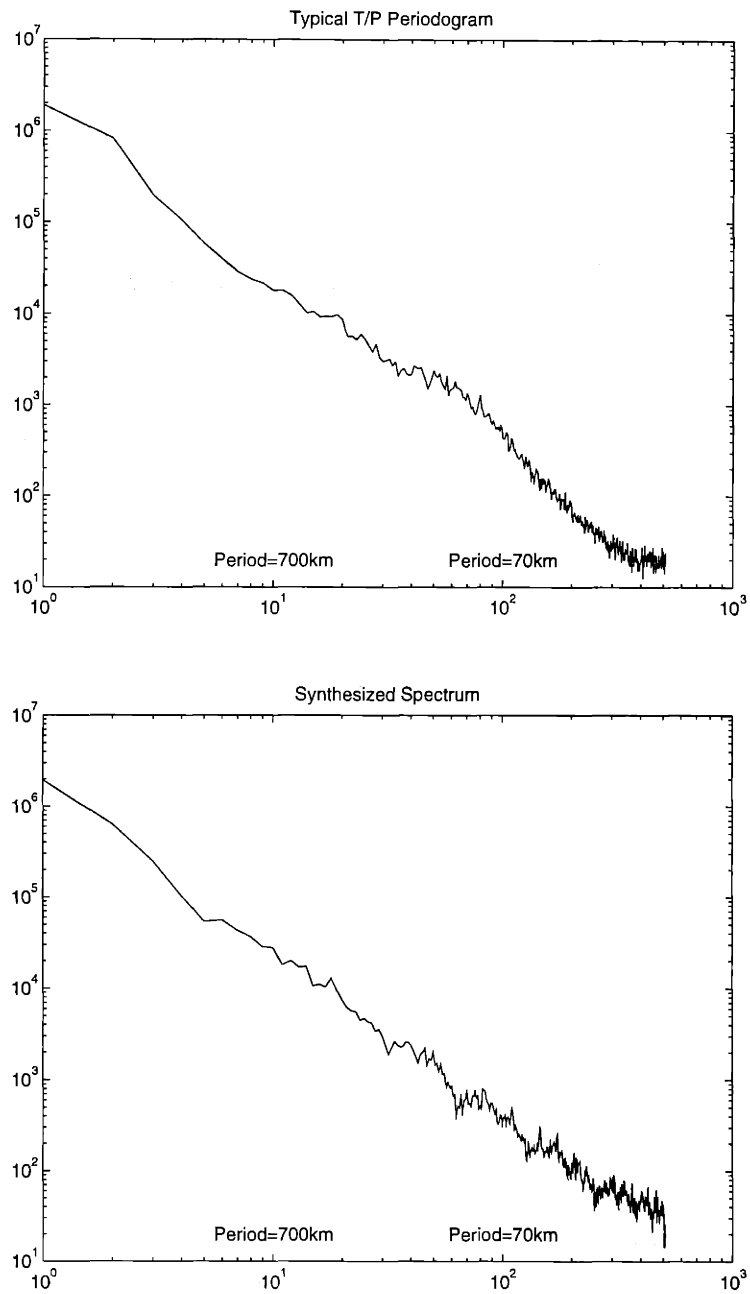 Typical T/P Periodogram
10^7
10^6
10^5
10^4
10^3
10^2
10^1
Period=700km Period=70km
10^0 10^1 10^2 10^3
Synthesized Spectrum
10^7
10^6
10^5
10^4
10^3
10^2
10^1
Period=700km Period=70km
10^0 10^1 10^2 10^3